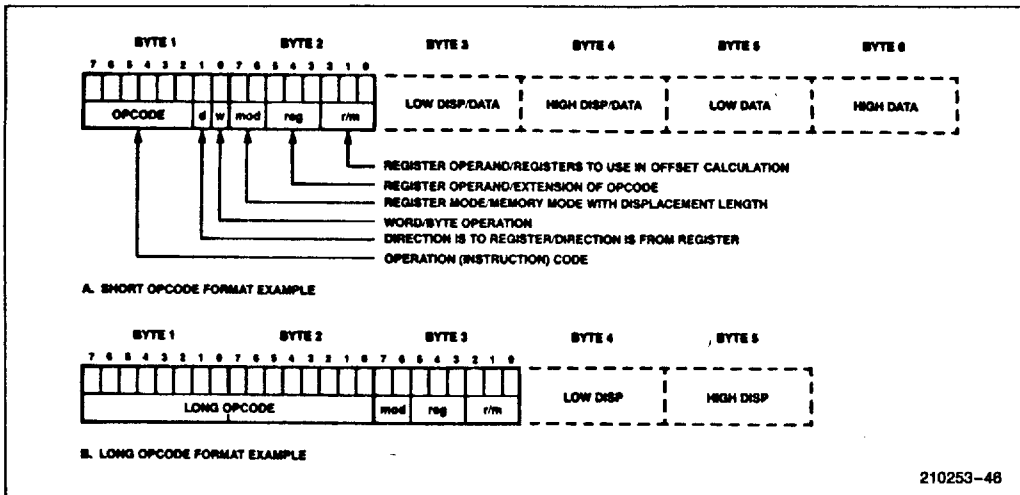 BYTE 1 BYTE 2 BYTE 3 BYTE 4 BYTE 5 BYTE 6
7 6 5 4 3 2 1 0 7 6 5 4 3 2 1 0
LOW DISP/DATA HIGH DISP/DATA LOW DATA HIGH DATA
OPCODE d w mod reg r/m
REGISTER OPERAND/REGISTERS TO USE IN OFFSET CALCULATION
REGISTER OPERAND/EXTENSION OF OPCODE
REGISTER MODE/MEMORY MODE WITH DISPLACEMENT LENGTH
WORD/BYTE OPERATION
DIRECTION IS TO REGISTER/DIRECTION IS FROM REGISTER
OPERATION (INSTRUCTION) CODE
A. SHORT OPCODE FORMAT EXAMPLE
BYTE 1 BYTE 2 BYTE 3 BYTE 4 BYTE 5
7 6 5 4 3 2 1 0 7 6 5 4 3 2 1 0 7 6 5 4 3 2 1 0
LOW DISP HIGH DISP
LONG OPCODE mod reg r/m
B. LONG OPCODE FORMAT EXAMPLE
210253-46